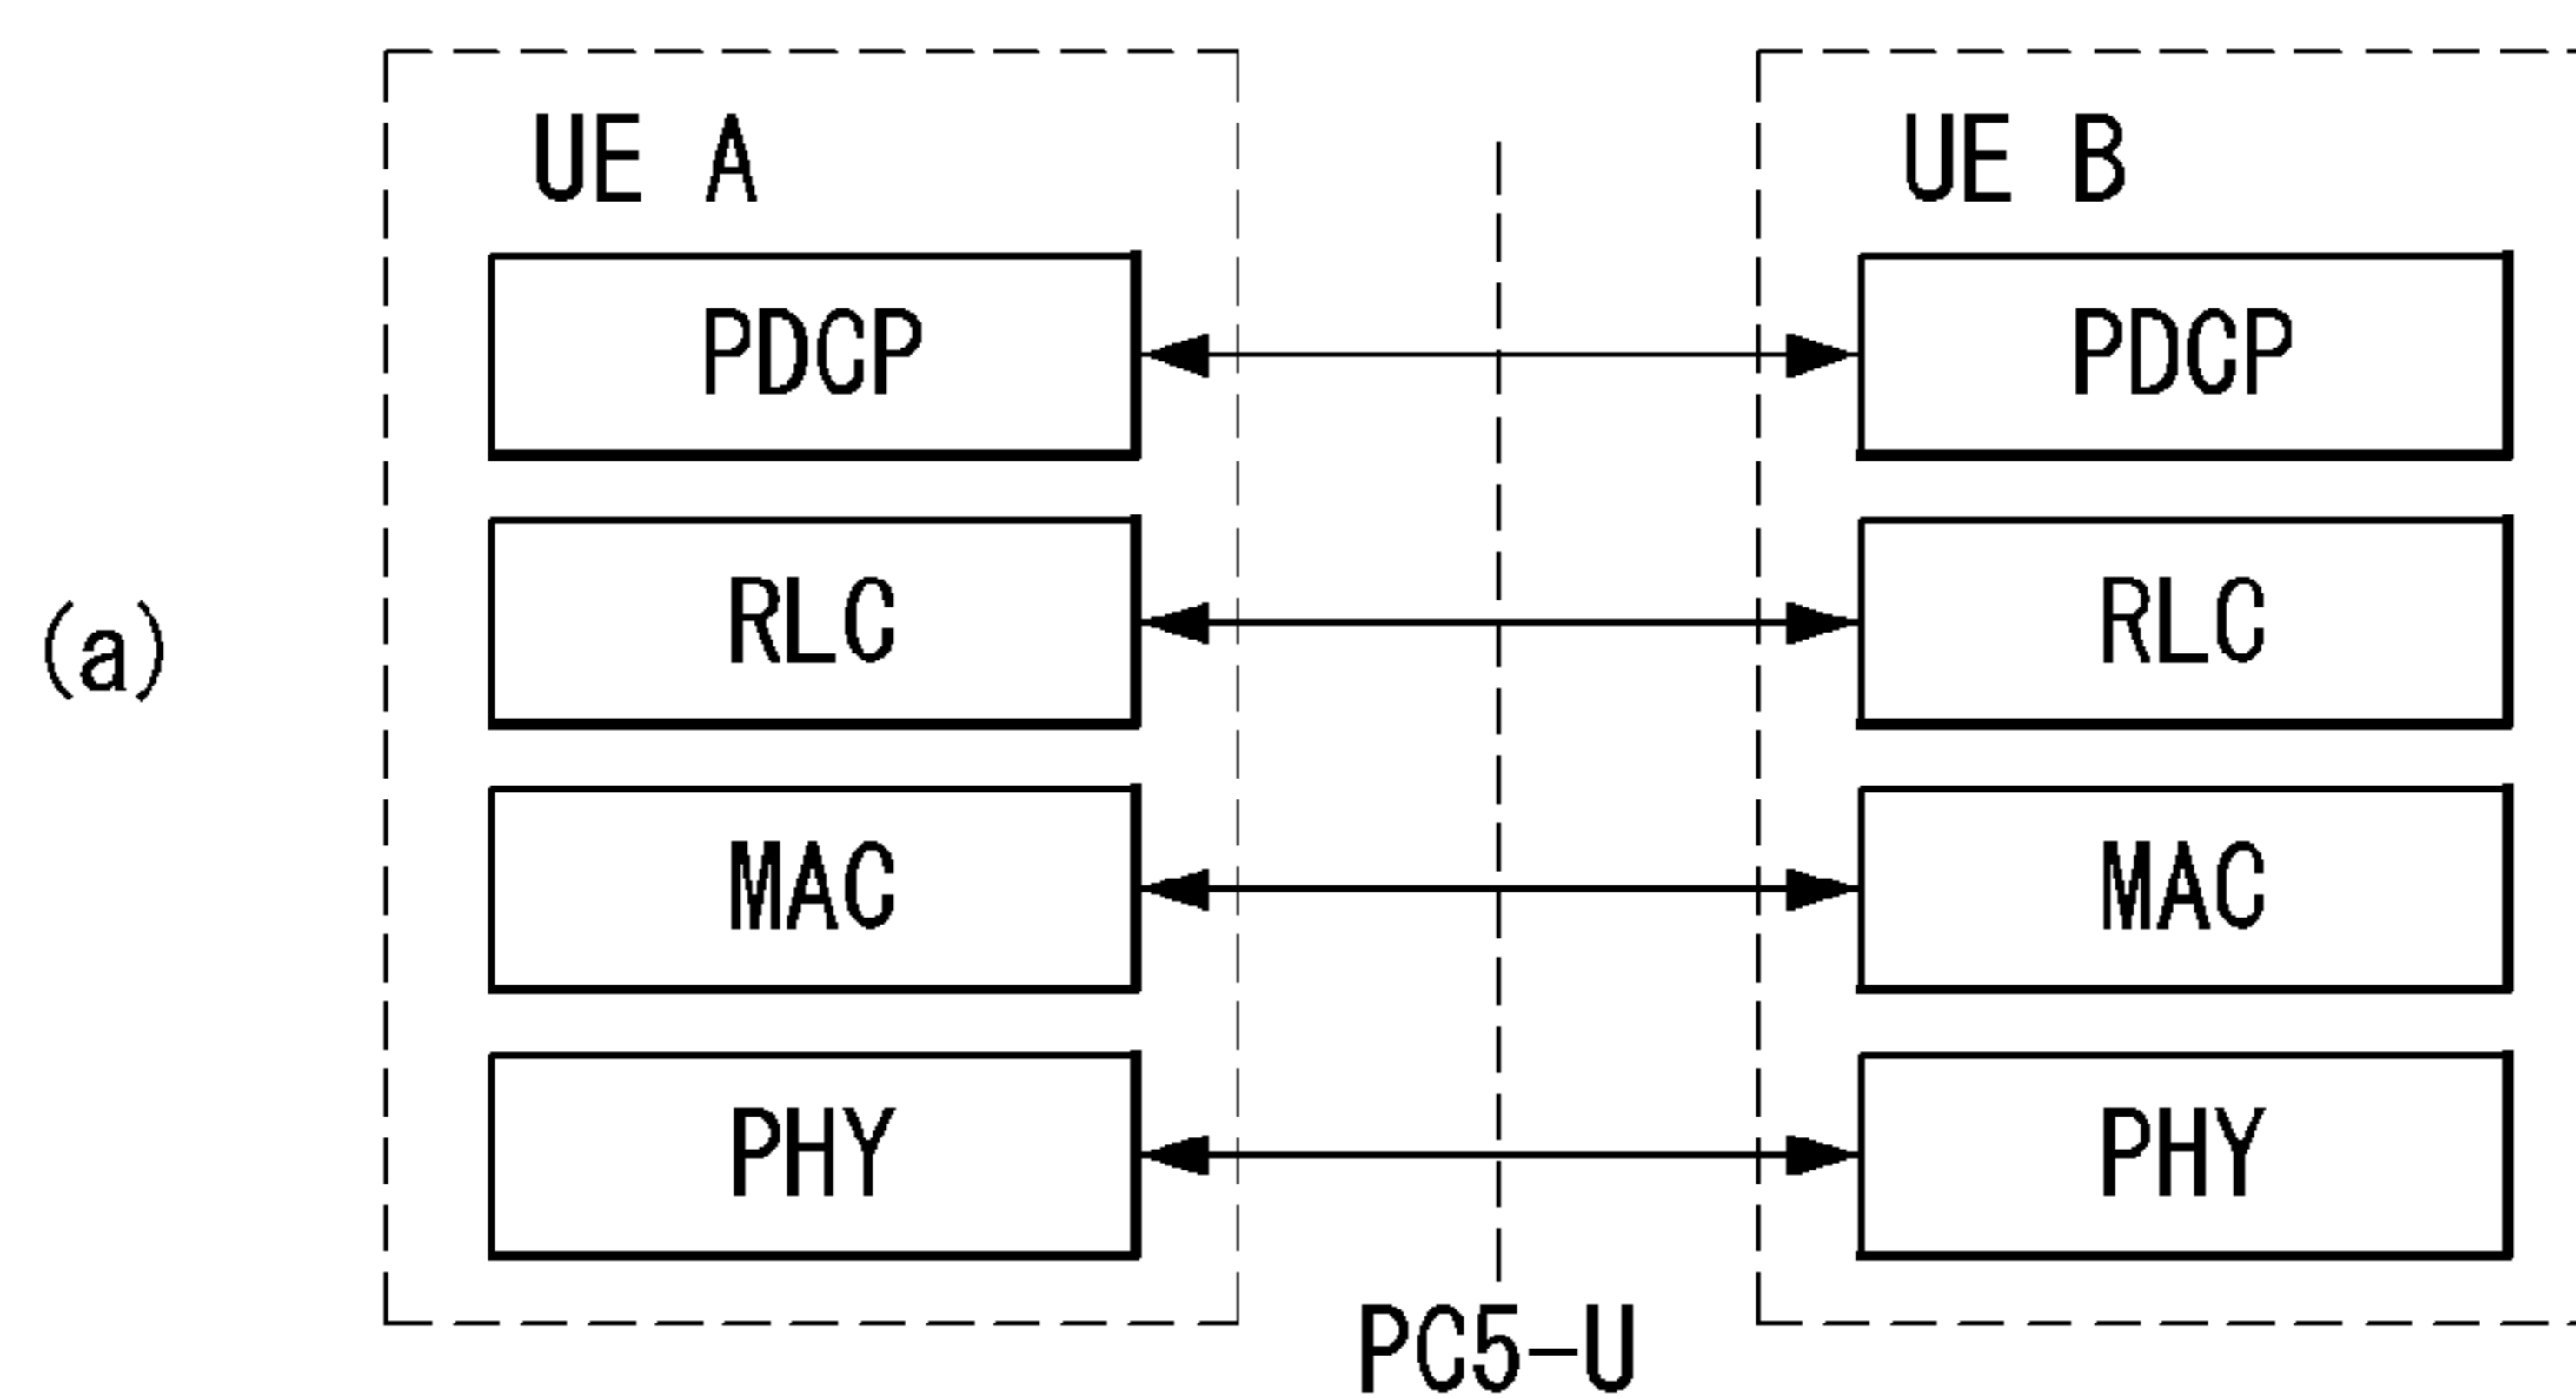 UE A UE B
PDCP PDCP
RLC RLC
(a)
MAC MAC
PHY PHY
PC5-U